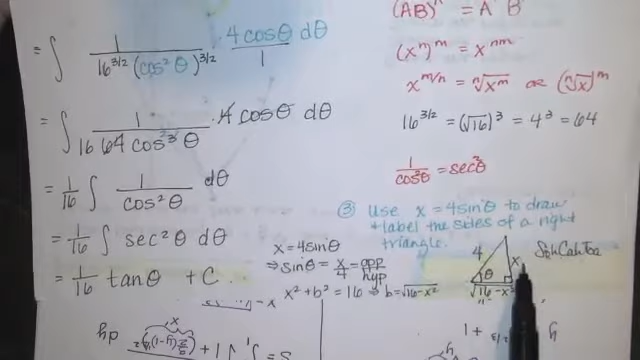 (AB)ⁿ = A B
= ∫ 1/(16^(3/2) (cos²θ)^(3/2)) · 4cosθ dθ/1
(xⁿ)ᵐ = x^(nm)
x^(m/n) = ⁿ√(xᵐ) OR (ⁿ√x)ᵐ
= ∫ 1/(16 64 cos³θ) · 4 cosθ dθ
16^(3/2) = (√16)³ = 4³ = 64
= 1/16 ∫ 1/cos²θ dθ
1/cos²θ = sec²θ
= 1/16 ∫ sec²θ dθ
③ Use x = 4sinθ to draw
+ label the sides of a right
triangle.
x = 4sinθ
⇒ sinθ = x/4 = opp/hyp
x² + b² = 16 ⇒ b = √(16-x²)
4 x θ
√(16-x²)
SohCahToa
= 1/16 tanθ + C